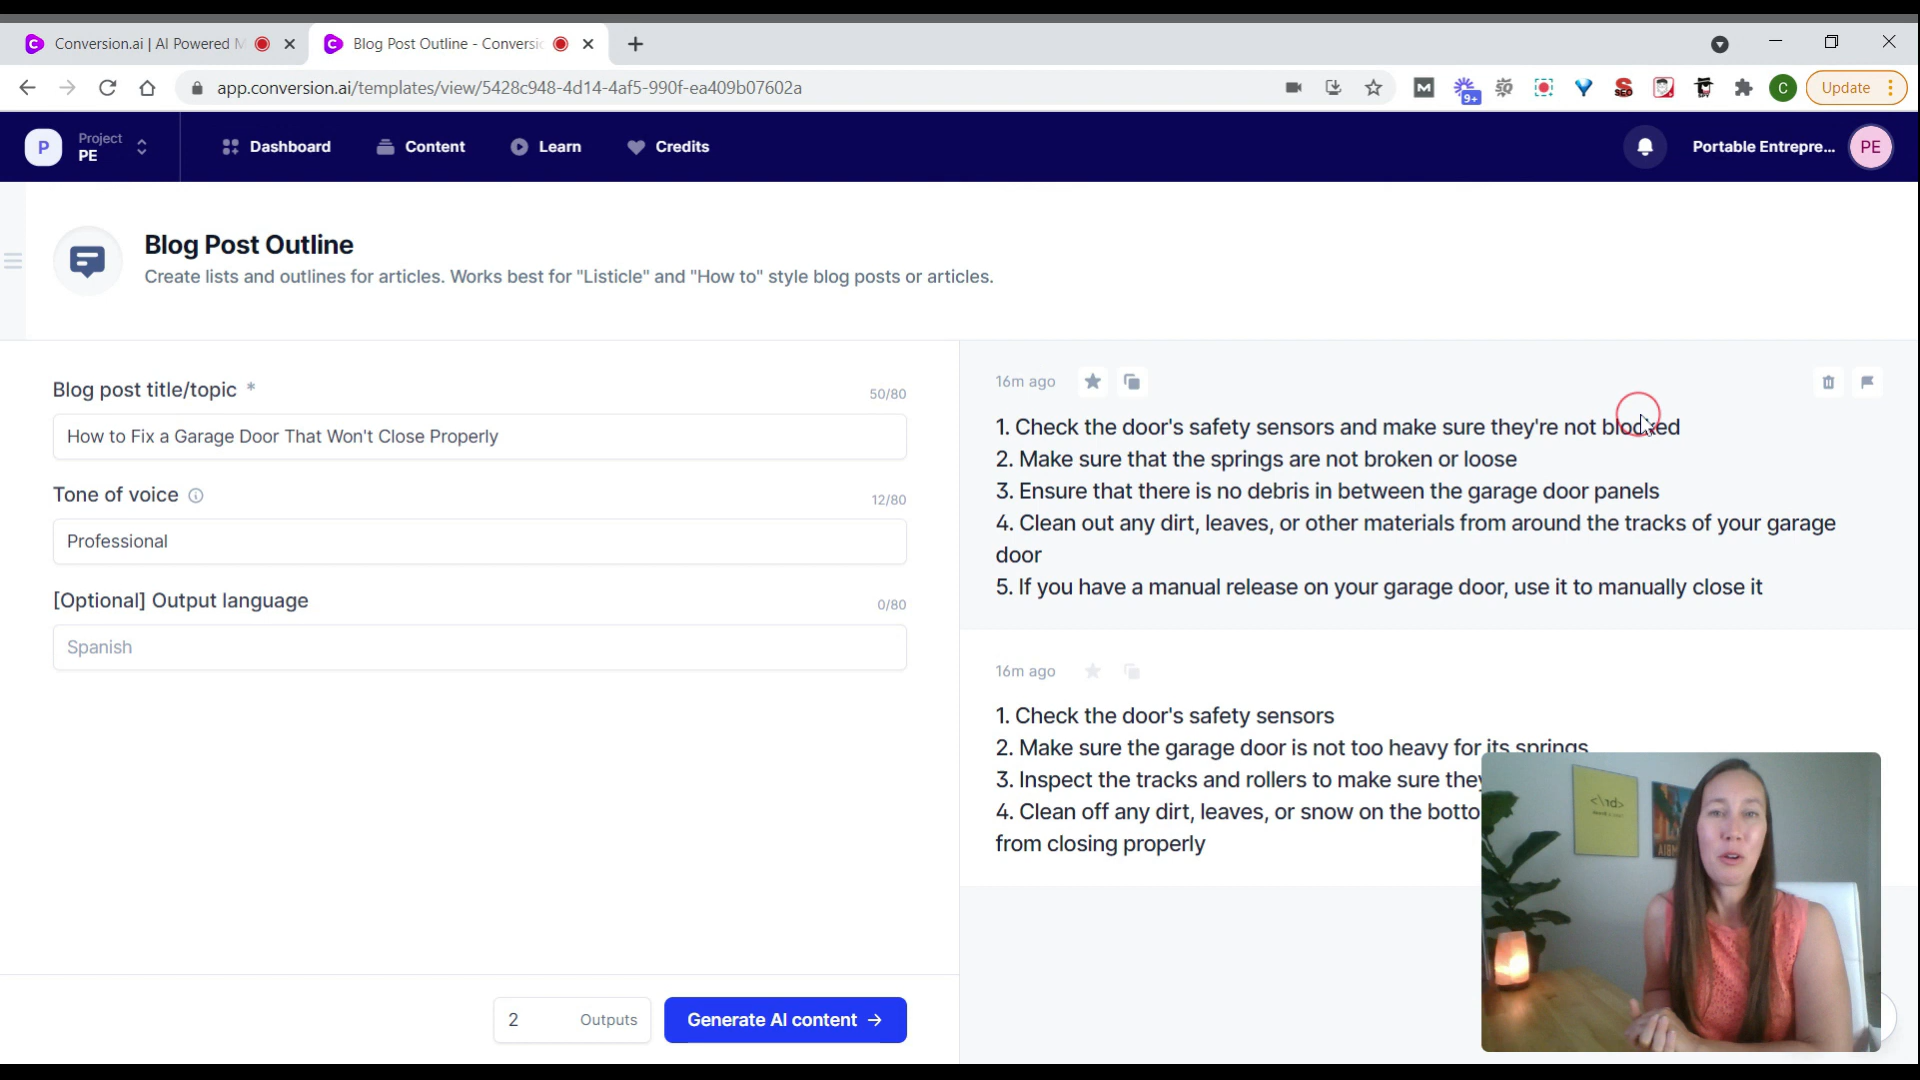 Conversion.ai | AI Powered M
Blog Post Outline - Conversi
app.conversion.ai/templates/view/5428c948-4d14-4af5-990f-ea409b07602a
M
9+
SEO
C
Update
P
Project
PE
Dashboard
Content
Learn
Credits
Portable Entrepre...
PE
Blog Post Outline
Create lists and outlines for articles. Works best for "Listicle" and "How to" style blog posts or articles.
Blog post title/topic *
50/80
How to Fix a Garage Door That Won't Close Properly
Tone of voice
12/80
Professional
[Optional] Output language
0/80
Spanish
2
Outputs
Generate AI content →
16m ago
1. Check the door's safety sensors and make sure they're not blocked
2. Make sure that the springs are not broken or loose
3. Ensure that there is no debris in between the garage door panels
4. Clean out any dirt, leaves, or other materials from around the tracks of your garage
door
5. If you have a manual release on your garage door, use it to manually close it
16m ago
1. Check the door's safety sensors
2. Make sure the garage door is not too heavy for its springs
3. Inspect the tracks and rollers to make sure they
4. Clean off any dirt, leaves, or snow on the botto
from closing properly